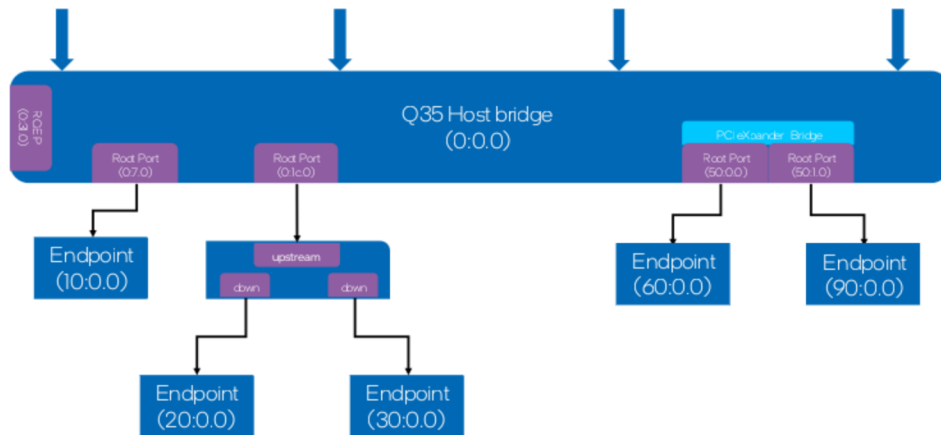 Q35 Host bridge
(0:0.0)
RCiEP
(0:3.0)
PCI eXpander Bridge
Root Port
(0:7.0)
Root Port
(0:1c.0)
Root Port
(50:0.0)
Root Port
(50:1.0)
Endpoint
(10:0.0)
upstream
down
down
Endpoint
(60:0.0)
Endpoint
(90:0.0)
Endpoint
(20:0.0)
Endpoint
(30:0.0)